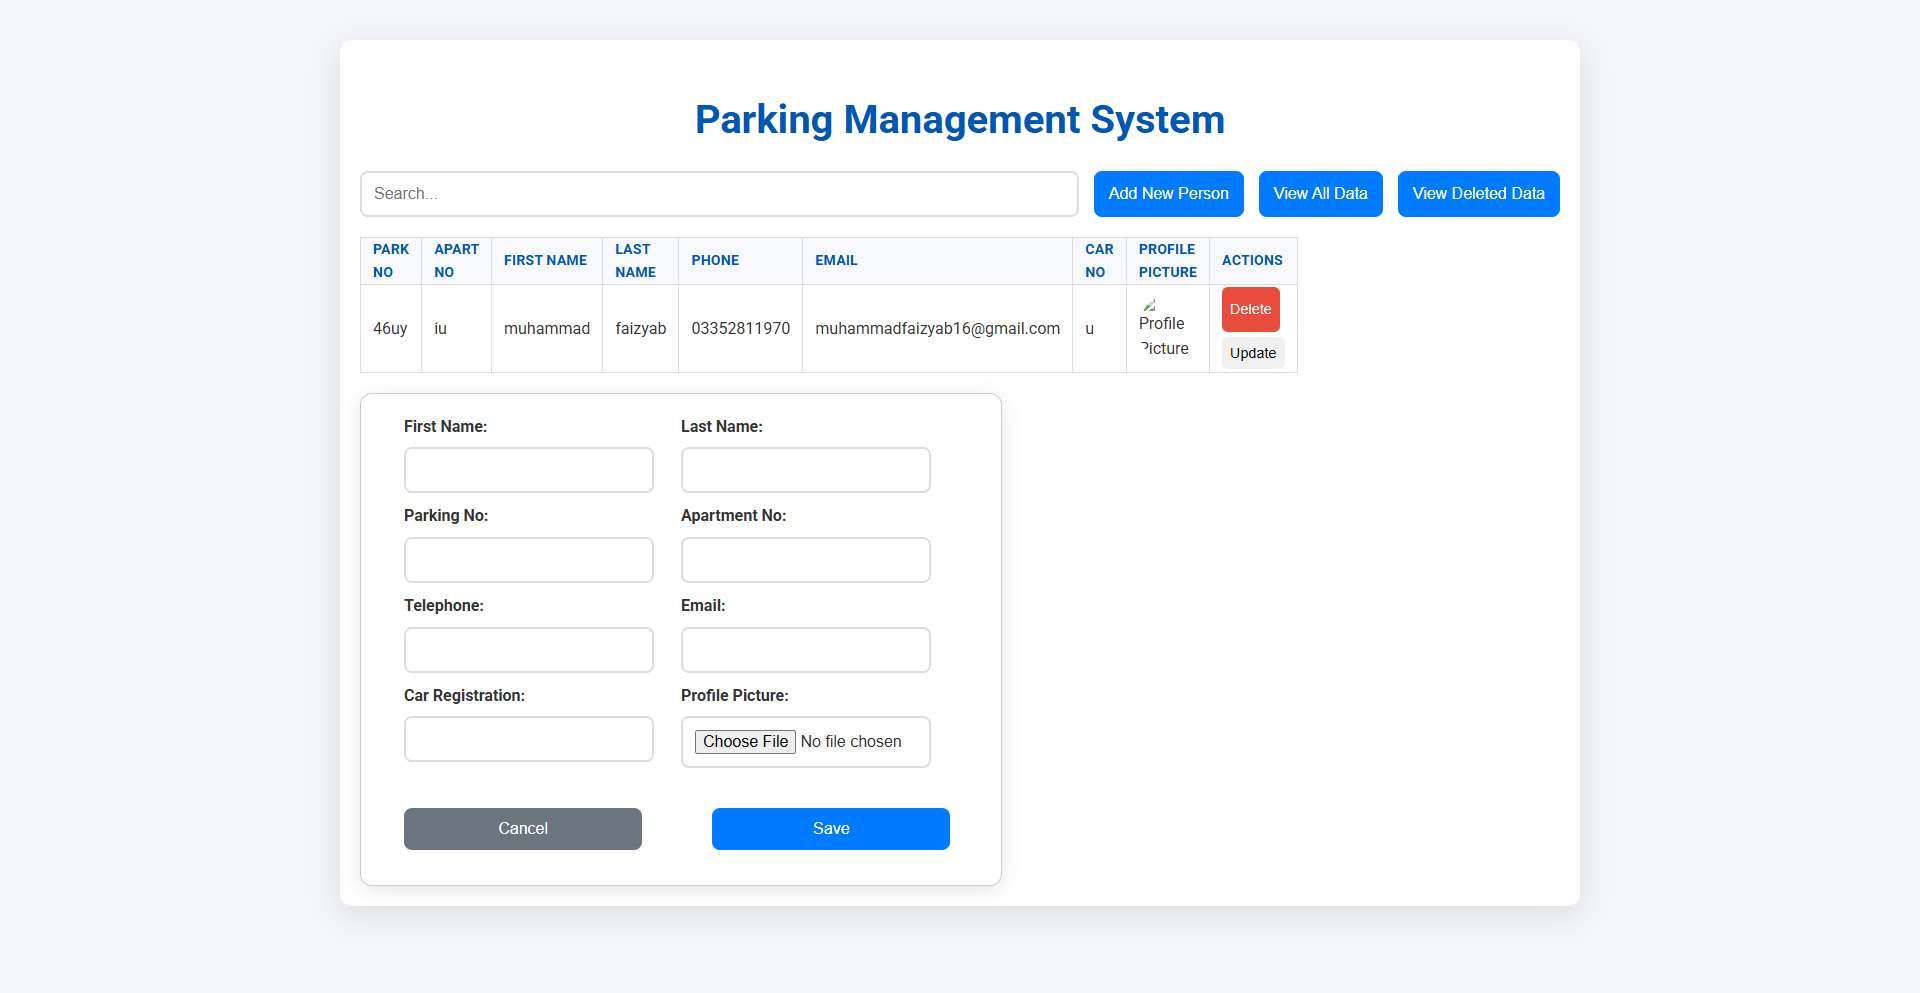 Parking Management System
Search...
Add New Person
View All Data
View Deleted Data
PARK NO
APART NO
FIRST NAME
LAST NAME
PHONE
EMAIL
CAR NO
PROFILE PICTURE
ACTIONS
46uy
iu
muhammad
faizyab
03352811970
muhammadfaizyab16@gmail.com
u
Profile
Picture
Delete
Update
First Name:
Last Name:
Parking No:
Apartment No:
Telephone:
Email:
Car Registration:
Profile Picture:
Choose File No file chosen
Cancel
Save